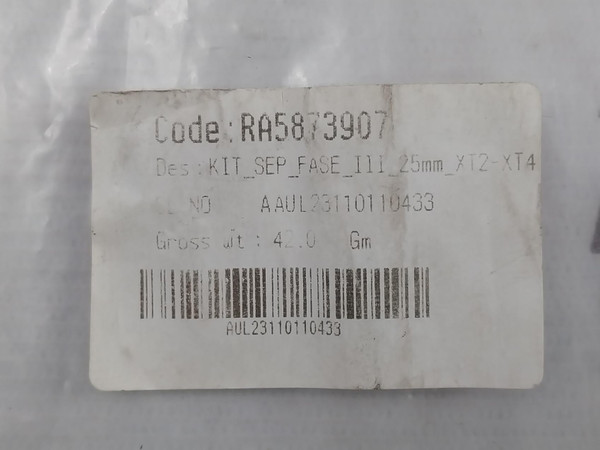 Code:RA5873907
Des:KIT_SEP_FASE_III_25mm_XT2-XT4
NO AAUL23110110433
Gross wt : 42.0 Gm
AUL23110110433